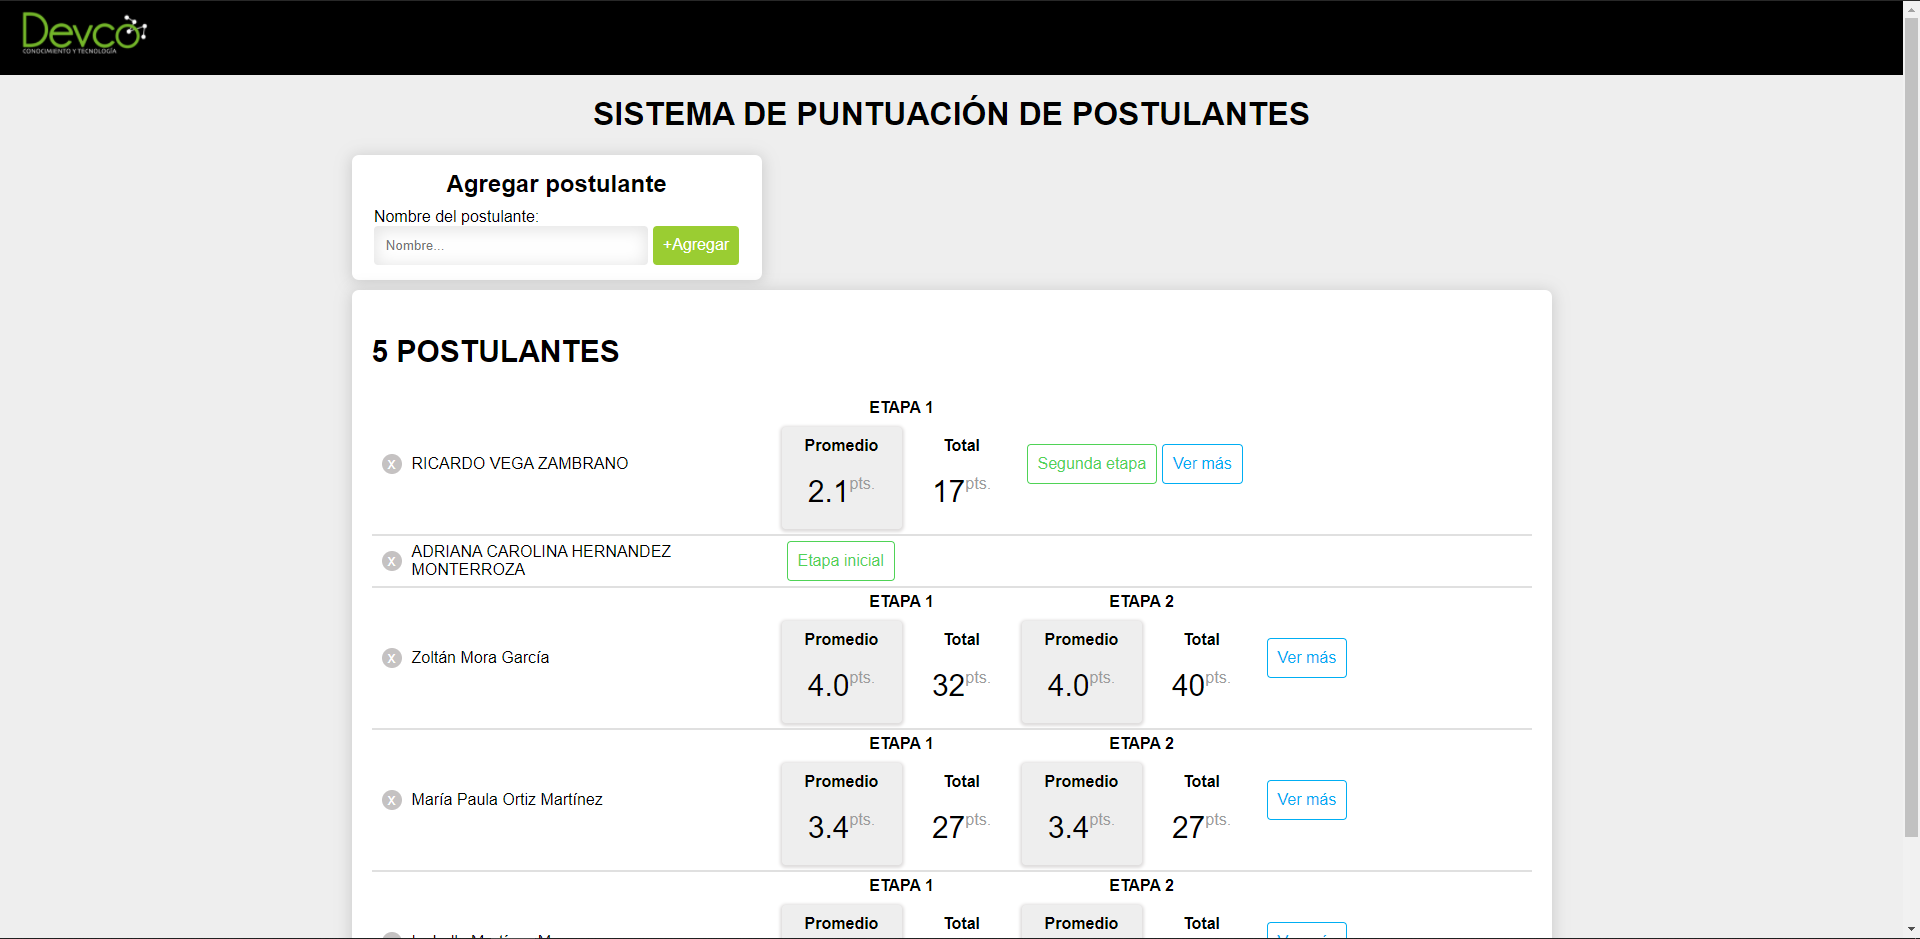 Devco
CONOCIMIENTO Y TECNOLOGÍA
SISTEMA DE PUNTUACIÓN DE POSTULANTES
Agregar postulante
Nombre del postulante:
Nombre...
+Agregar
5 POSTULANTES
ETAPA 1
Promedio Total
x RICARDO VEGA ZAMBRANO
2.1pts. 17pts.
Segunda etapa Ver más
x ADRIANA CAROLINA HERNANDEZ
MONTERROZA
Etapa inicial
ETAPA 1 ETAPA 2
Promedio Total Promedio Total
x Zoltán Mora García
4.0pts. 32pts. 4.0pts. 40pts.
Ver más
ETAPA 1 ETAPA 2
Promedio Total Promedio Total
x María Paula Ortiz Martínez
3.4pts. 27pts. 3.4pts. 27pts.
Ver más
ETAPA 1 ETAPA 2
Promedio Total Promedio Total
Ver más